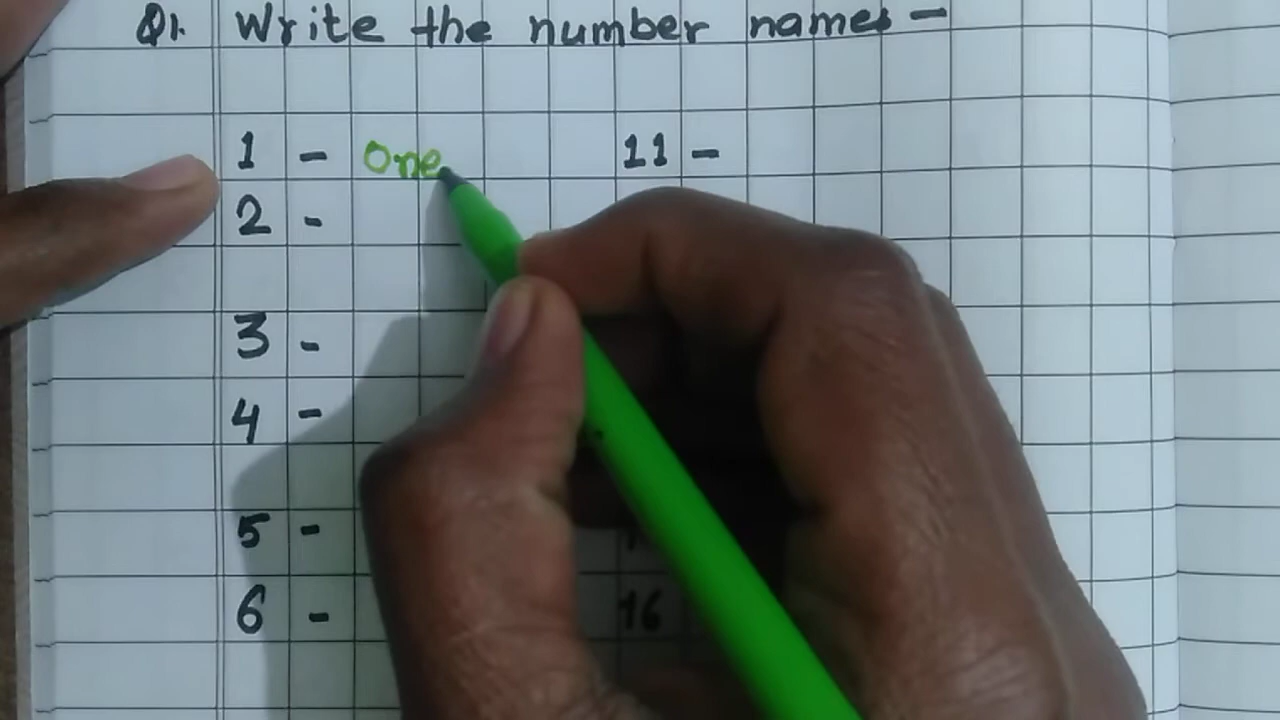 Q1. Write the number names -
1 - One 11 -
2 -
3 -
4 -
5 -
6 - 16